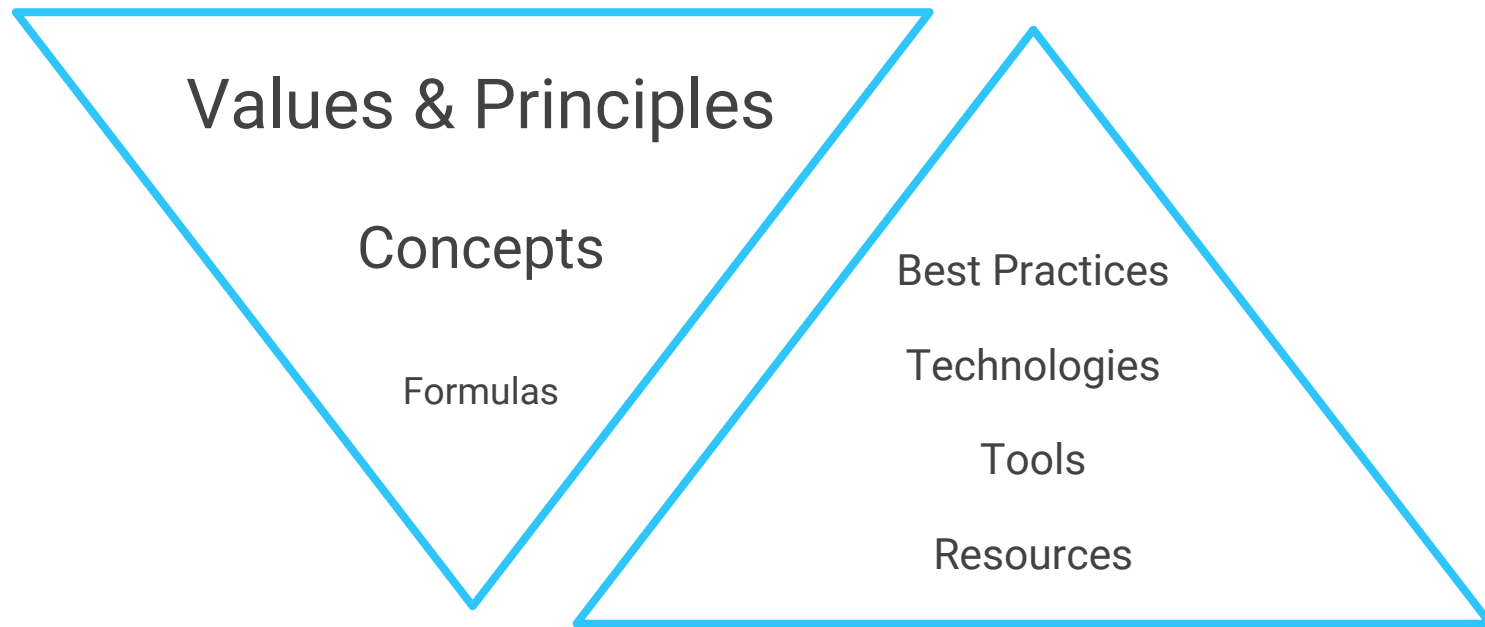 Values & Principles
Concepts
Formulas
Best Practices
Technologies
Tools
Resources